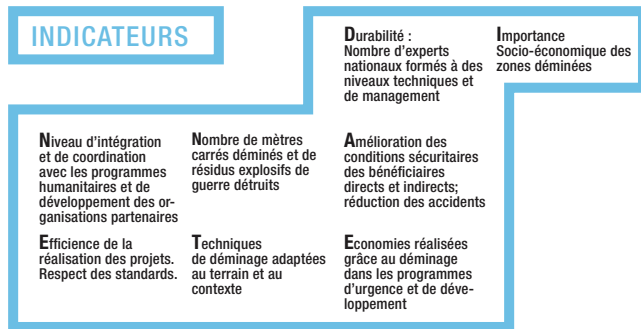 INDICATEURS
Durabilité :
Nombre d'experts
nationaux formés à des
niveaux techniques et
de management
Importance
Socio-économique des
zones déminées
Niveau d'intégration
et de coordination
avec les programmes
humanitaires et de
développement des or-
ganisations partenaires
Nombre de mètres
carrés déminés et de
résidus explosifs de
guerre détruits
Amélioration des
conditions sécuritaires
des bénéficiaires
directs et indirects;
réduction des accidents
Efficience de la
réalisation des projets.
Respect des standards.
Techniques
de déminage adaptées
au terrain et au
contexte
Economies réalisées
grâce au déminage
dans les programmes
d'urgence et de déve-
loppement